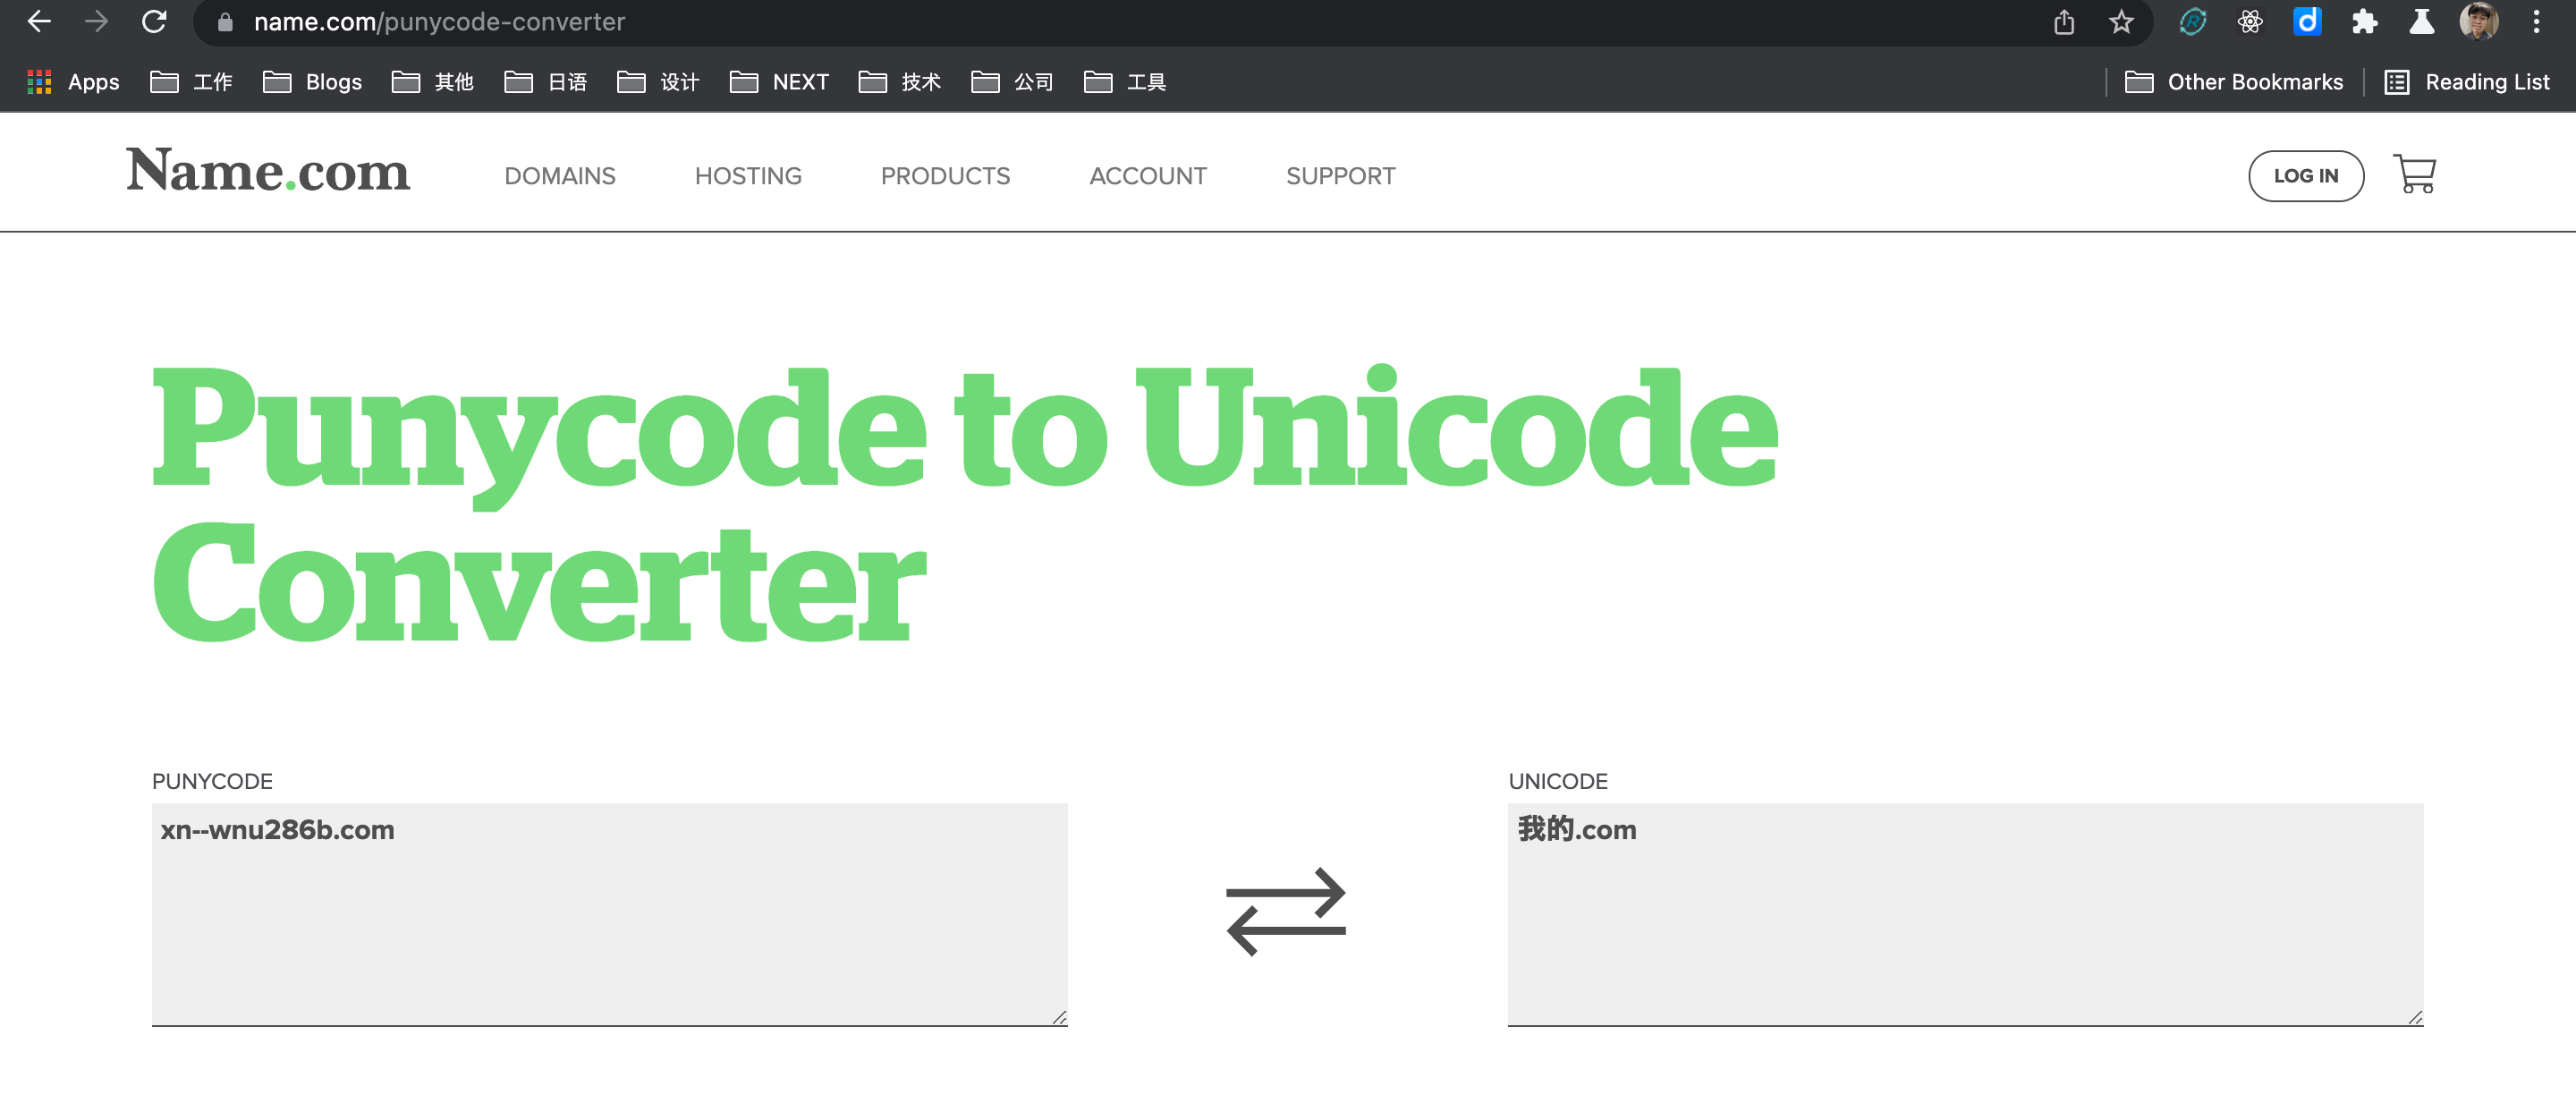 name.com/punycode-converter
Apps 工作 Blogs 其他 日语 设计 NEXT 技术 公司 工具 Other Bookmarks Reading List
Name.com DOMAINS HOSTING PRODUCTS ACCOUNT SUPPORT LOG IN
Punycode to Unicode
Converter
PUNYCODE UNICODE
xn--wnu286b.com 我的.com